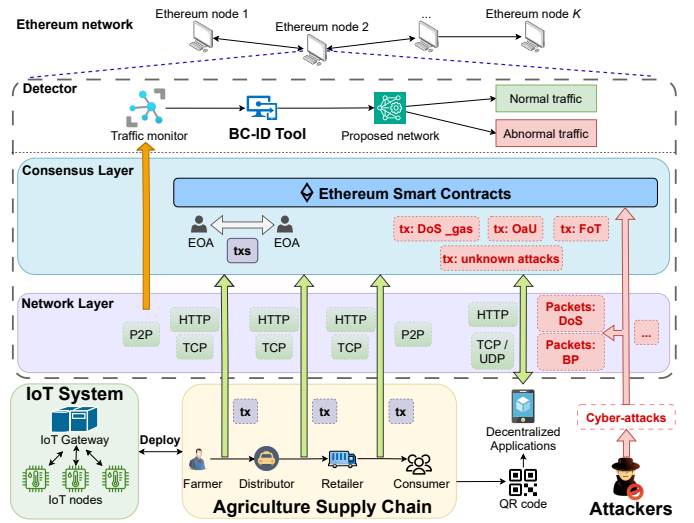 Ethereum network
Ethereum node 1
Ethereum node 2
...
Ethereum node K
Detector
Traffic monitor
BC-ID Tool
Proposed network
Normal traffic
Abnormal traffic
Consensus Layer
Ethereum Smart Contracts
EOA
EOA
txs
tx: DoS _gas
tx: OaU
tx: FoT
tx: unknown attacks
Network Layer
P2P
HTTP
TCP
HTTP
TCP
HTTP
TCP
P2P
HTTP
TCP /
UDP
Packets:
DoS
Packets:
BP
...
IoT System
IoT Gateway
IoT nodes
Deploy
tx
tx
tx
Farmer
Distributor
Retailer
Consumer
Agriculture Supply Chain
Decentralized
Applications
QR code
Cyber-attacks
Attackers